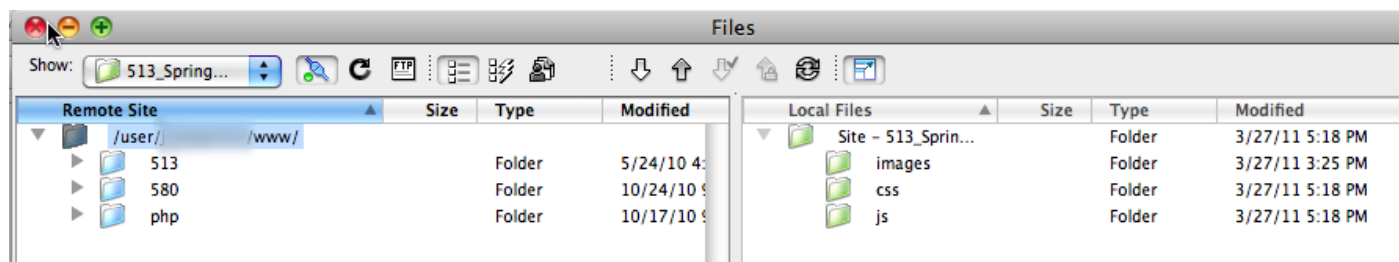 Files
Show: 513_Spring... FTP
Remote Site Size Type Modified Local Files Size Type Modified
/user/j /www/ Site - 513_Sprin... Folder 3/27/11 5:18 PM
513 Folder 5/24/10 4: images Folder 3/27/11 3:25 PM
580 Folder 10/24/10 9 css Folder 3/27/11 5:18 PM
php Folder 10/17/10 9 js Folder 3/27/11 5:18 PM